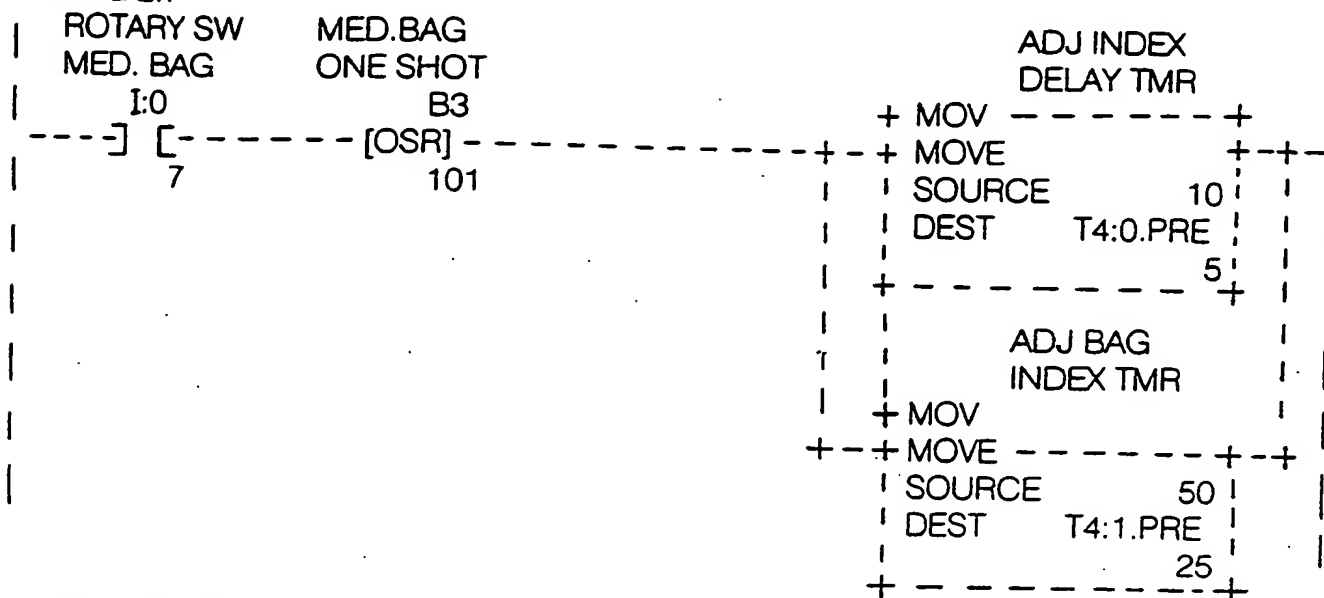 ROTARY SW
MED. BAG
I:0
7
MED.BAG
ONE SHOT
B3
[OSR]
101
ADJ INDEX
DELAY TMR
MOV
MOVE
SOURCE 10
DEST T4:0.PRE
5
ADJ BAG
INDEX TMR
MOV
MOVE
SOURCE 50
DEST T4:1.PRE
25